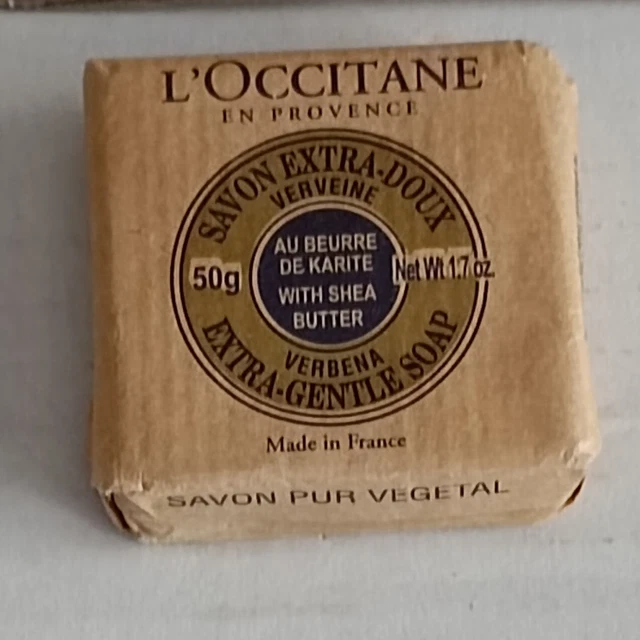 L'OCCITANE
EN PROVENCE
SAVON EXTRA-DOUX
VERVEINE
AU BEURRE
DE KARITE
50g
Net Wt 1.7 oz.
WITH SHEA
BUTTER
VERBENA
EXTRA-GENTLE SOAP
Made in France
SAVON PUR VEGETAL